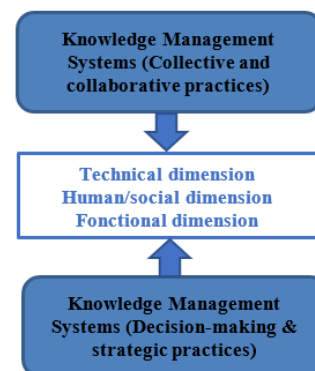 Knowledge Management
Systems (Collective and
collaborative practices)
Technical dimension
Human/social dimension
Fonctional dimension
Knowledge Management
Systems (Decision-making &
strategic practices)